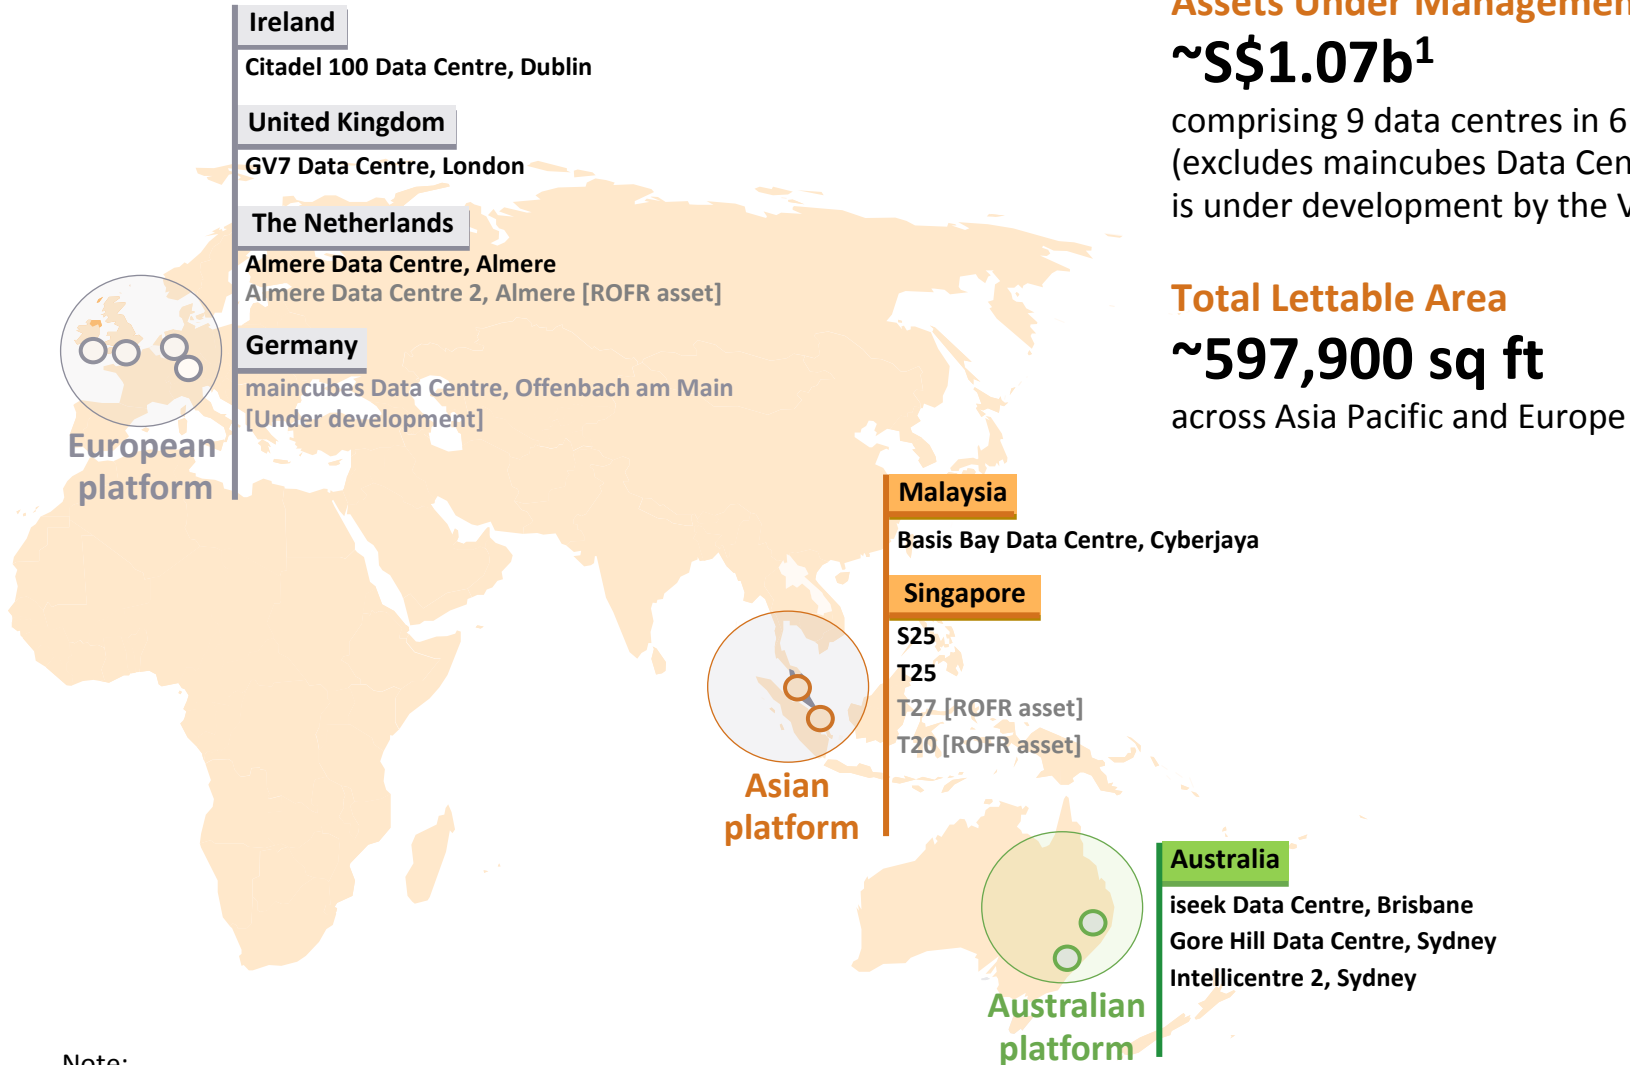 Ireland
Citadel 100 Data Centre, Dublin
United Kingdom
GV7 Data Centre, London
The Netherlands
Almere Data Centre, Almere
Almere Data Centre 2, Almere [ROFR asset]
Germany
maincubes Data Centre, Offenbach am Main
[Under development]
European
platform
Assets Under
~S$1.07b¹
comprising 9 data centres in 6
(excludes maincubes Data
is under development by the
Total Lettable Area
~597,900 sq ft
across Asia Pacific and Europe
Malaysia
Basis Bay Data Centre, Cyberjaya
Singapore
S25
T25
T27 [ROFR asset]
T20 [ROFR asset]
Asian
platform
Australia
iseek Data Centre, Brisbane
Gore Hill Data Centre, Sydney
Intellicentre 2, Sydney
Australian
platform
Note: